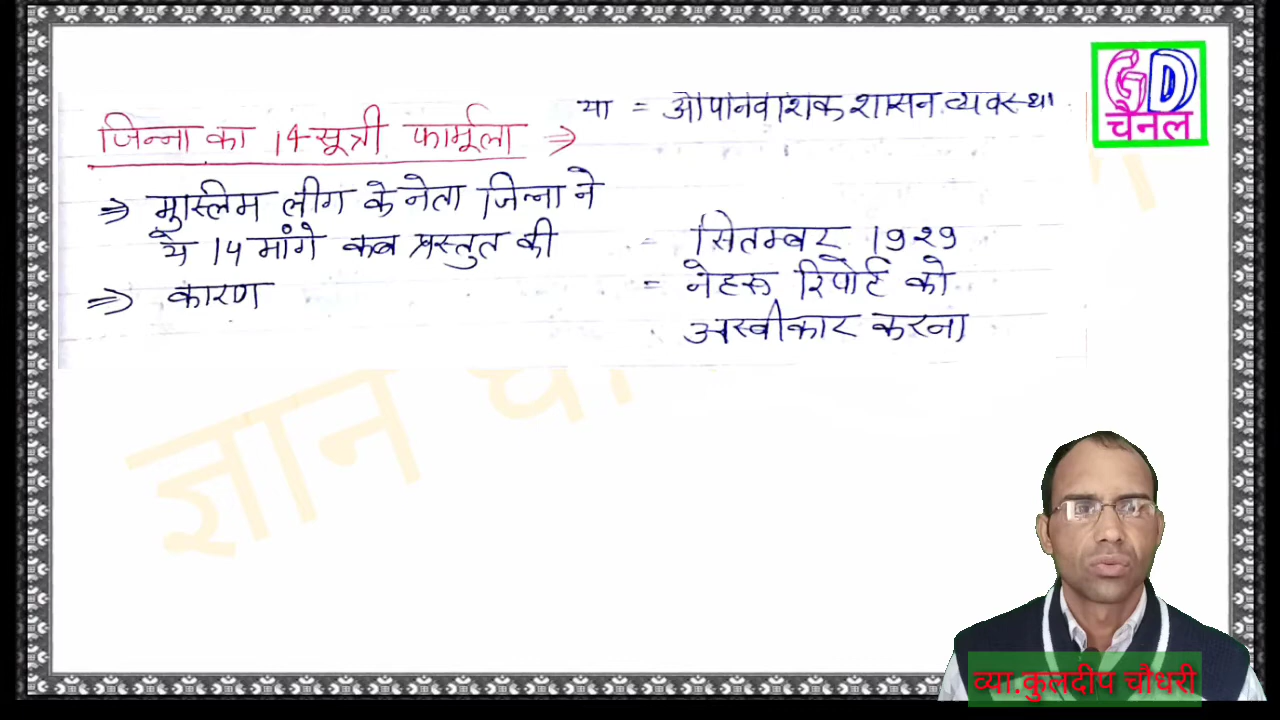 या = औपनिवेशिक शासन व्यवस्था
GD
चैनल
जिन्ना का 14-सूत्री फार्मूला ⇒
⇒ मुस्लिम लीग के नेता जिन्ना ने
ये 14 मांगे कब प्रस्तुत की = सितम्बर 1929
⇒ कारण = नेहरू रिपोर्ट को
अस्वीकार करना
ज्ञान
व्या.कुलदीप चौधरी